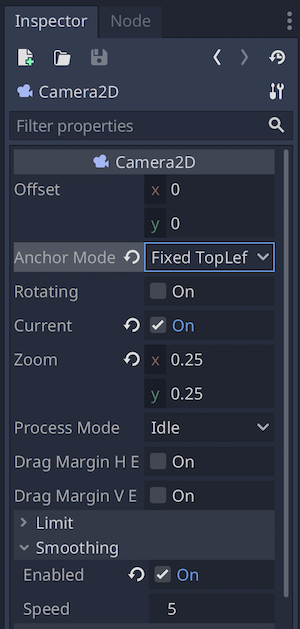 Inspector Node
Camera2D
Filter properties
Camera2D
Offset x 0
y 0
Anchor Mode Fixed TopLef
Rotating On
Current On
Zoom x 0.25
y 0.25
Process Mode Idle
Drag Margin H E On
Drag Margin V E On
Limit
Smoothing
Enabled On
Speed 5